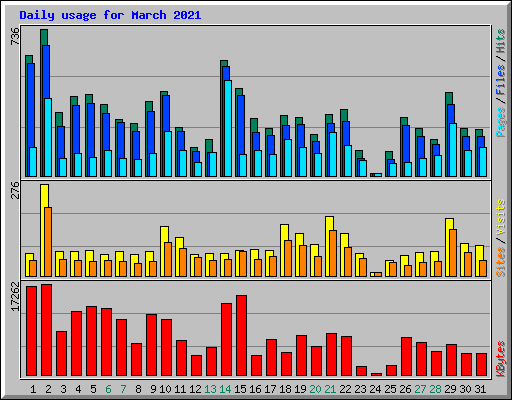 Daily usage for March 2021
736
Pages / Files / Hits
276
Sites / Visits
17262
KBytes
1 2 3 4 5 6 7 8 9 10 11 12 13 14 15 16 17 18 19 20 21 22 23 24 25 26 27 28 29 30 31